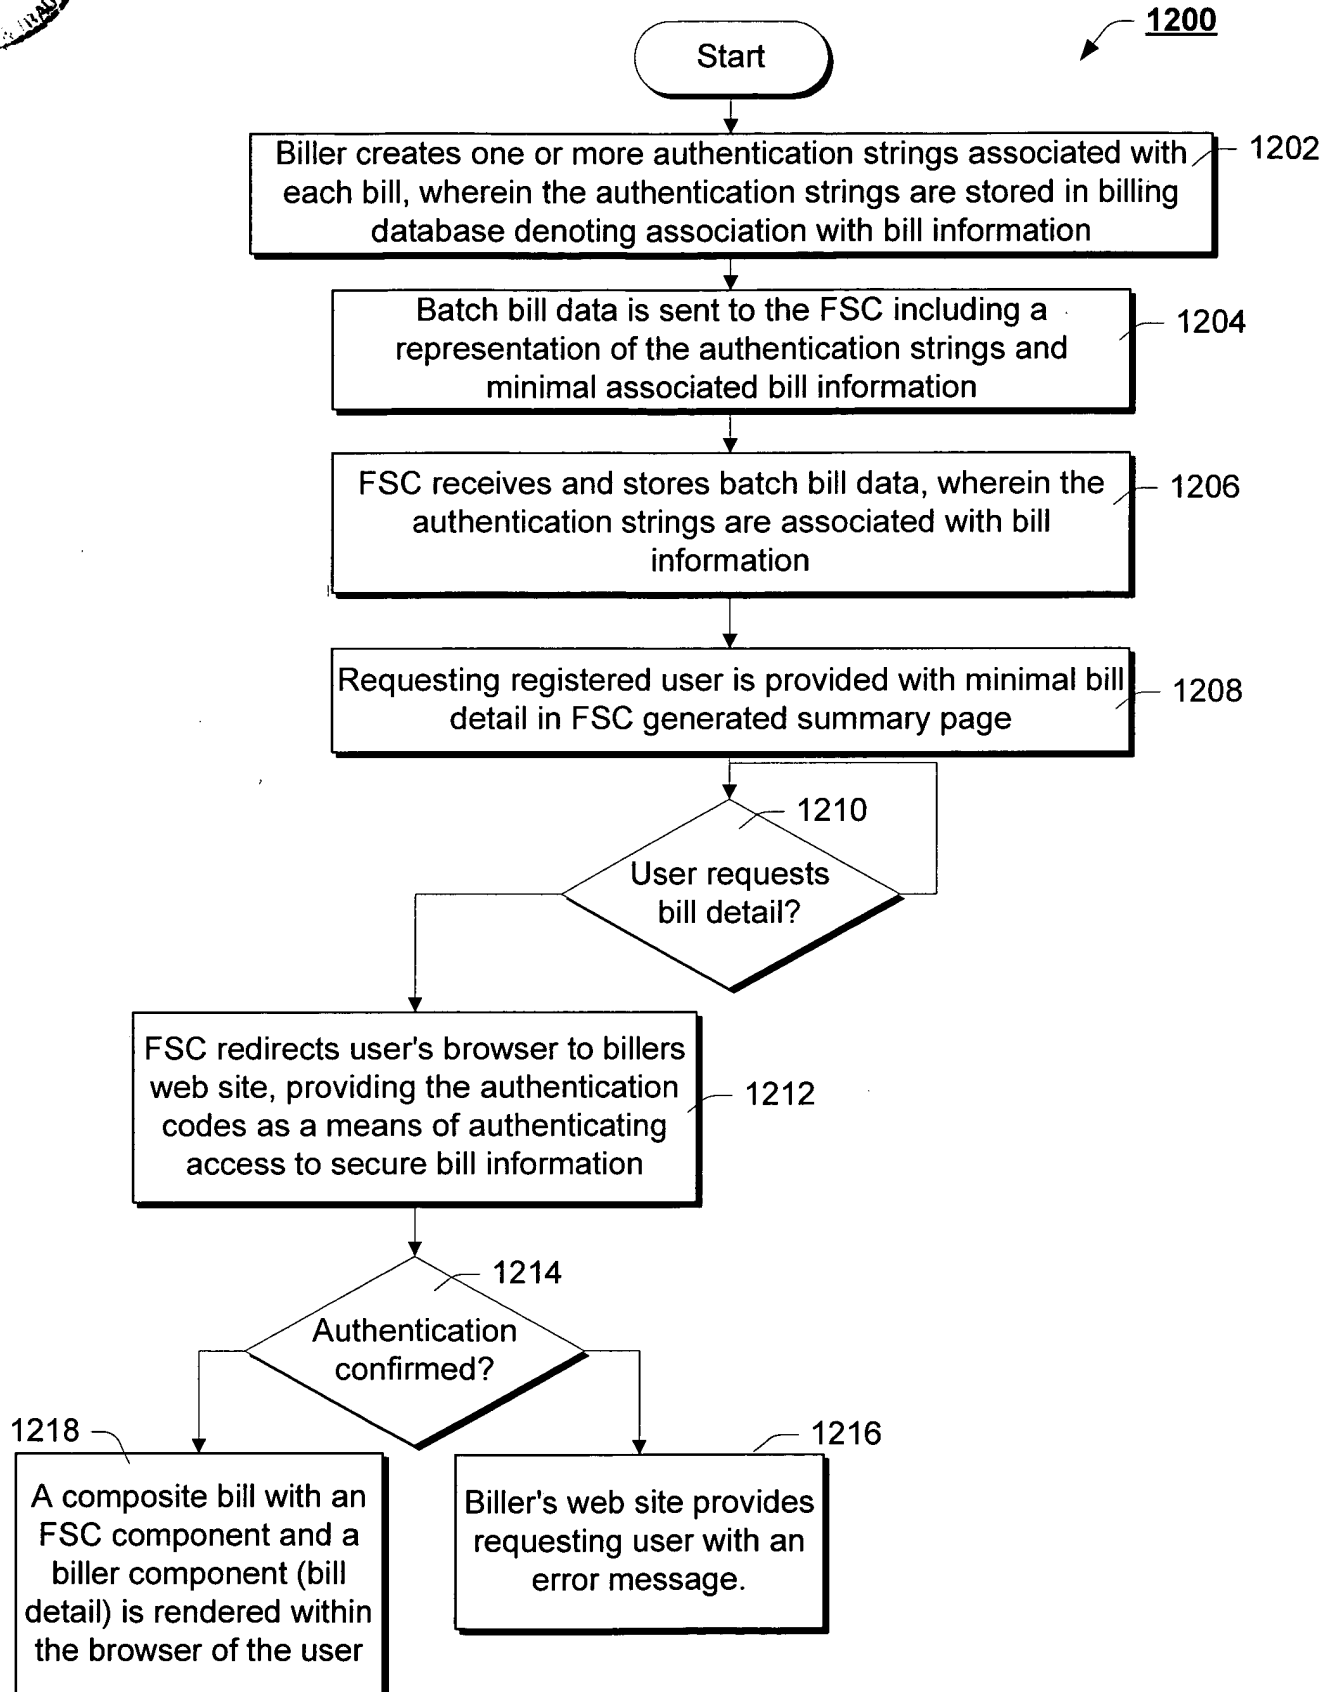 1200
Start
Biller creates one or more authentication strings associated with
each bill, wherein the authentication strings are stored in billing
database denoting association with bill information
1202
Batch bill data is sent to the FSC including a
representation of the authentication strings and
minimal associated bill information
1204
FSC receives and stores batch bill data, wherein the
authentication strings are associated with bill
information
1206
Requesting registered user is provided with minimal bill
detail in FSC generated summary page
1208
1210
User requests
bill detail?
FSC redirects user's browser to billers
web site, providing the authentication
codes as a means of authenticating
access to secure bill information
1212
1214
Authentication
confirmed?
1218
A composite bill with an
FSC component and a
biller component (bill
detail) is rendered within
the browser of the user
1216
Biller's web site provides
requesting user with an
error message.